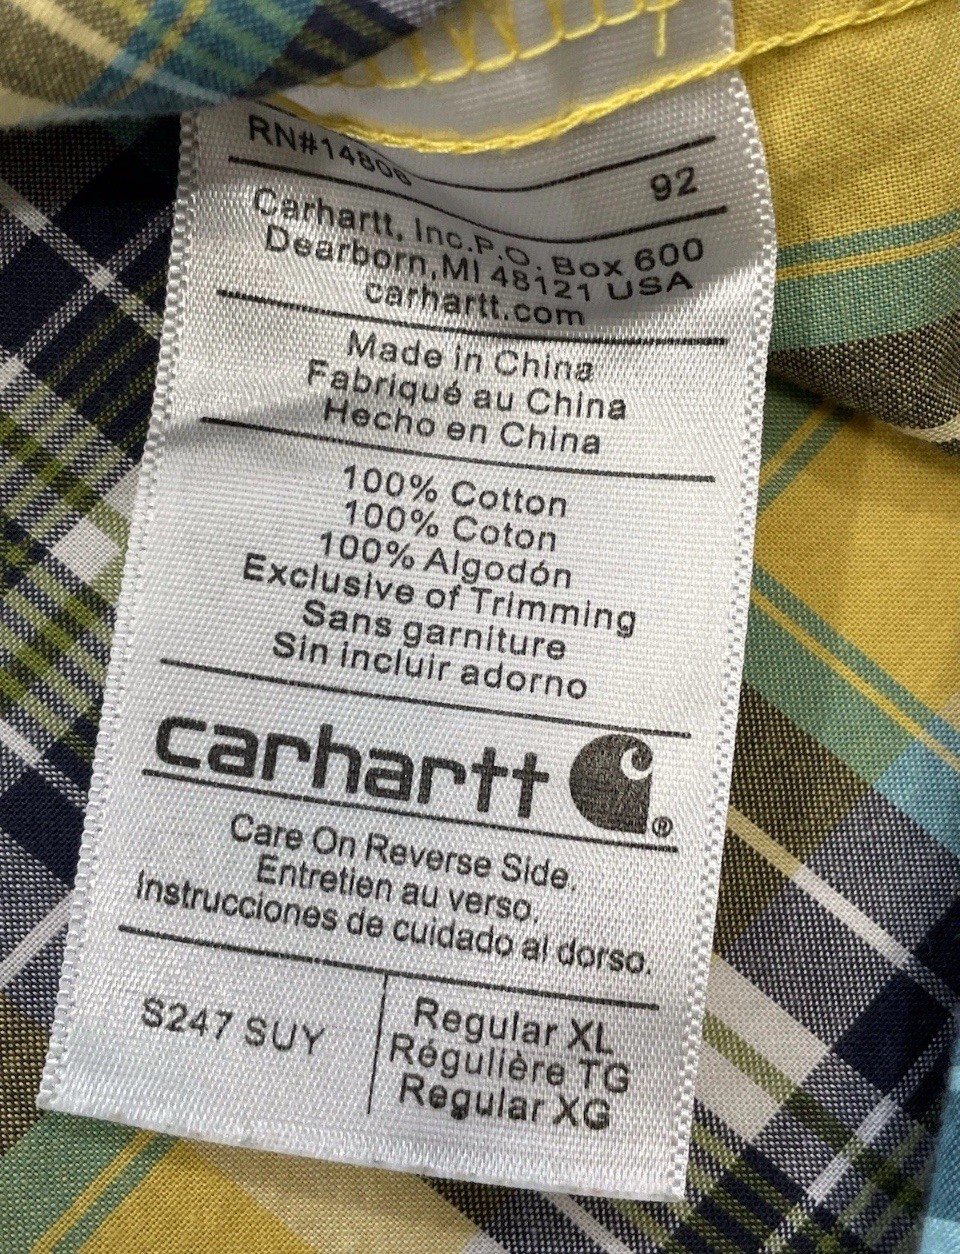 RN#14806
92
Carhartt, Inc.P.O. Box 600
Dearborn,MI 48121 USA
carhartt.com
Made in China
Fabriqué au China
Hecho en China
100% Cotton
100% Coton
100% Algodón
Exclusive of Trimming
Sans garniture
Sin incluir adorno
carhartt C®
Care On Reverse Side.
Entretien au verso.
Instrucciones de cuidado al dorso.
S247 SUY
Regular XL
Régulière TG
Regular XG